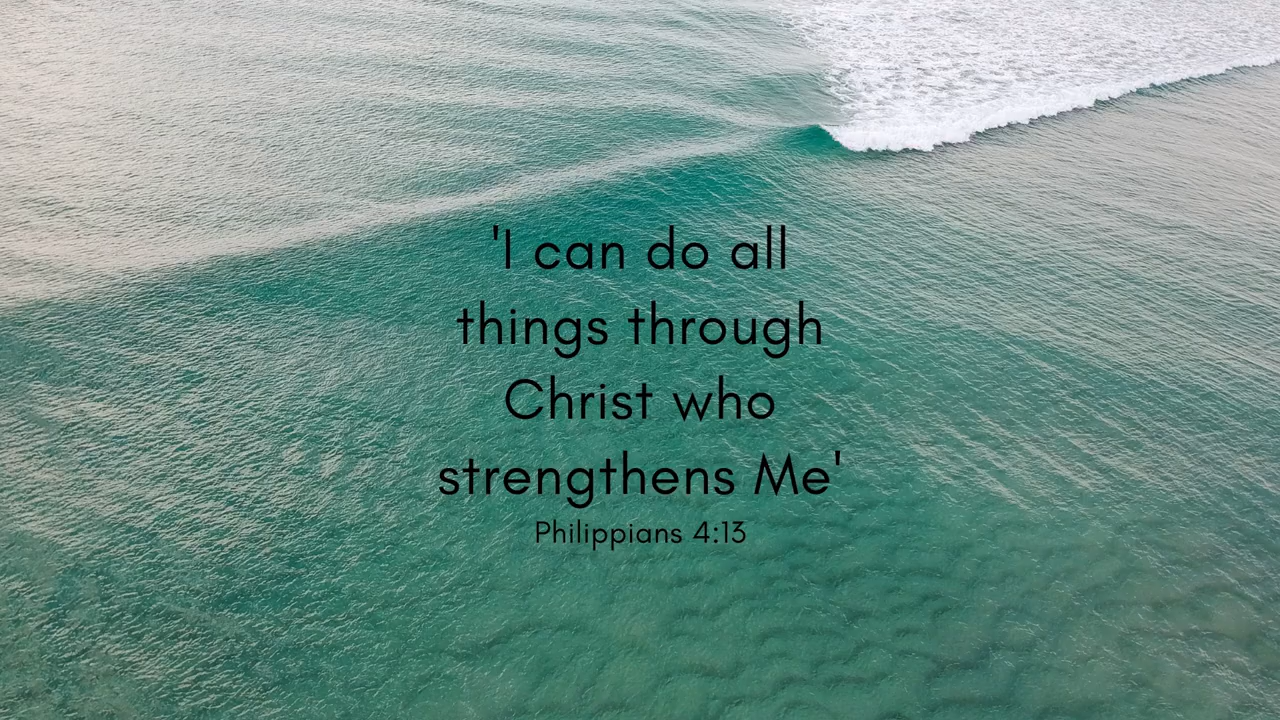 'I can do all
things through
Christ who
strengthens Me'
Philippians 4:13